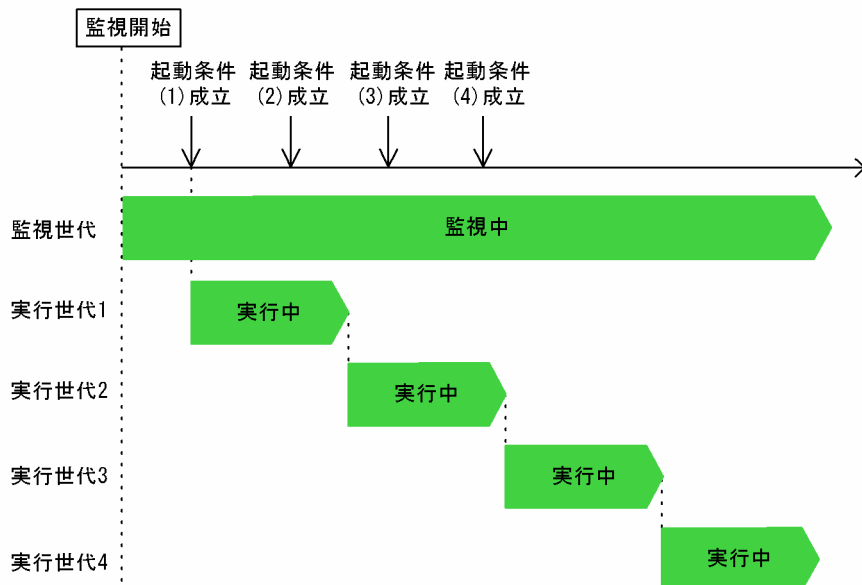 監視開始
起動条件
(1)成立
起動条件
(2)成立
起動条件
(3)成立
起動条件
(4)成立
監視世代
監視中
実行世代1
実行中
実行世代2
実行中
実行世代3
実行中
実行世代4
実行中